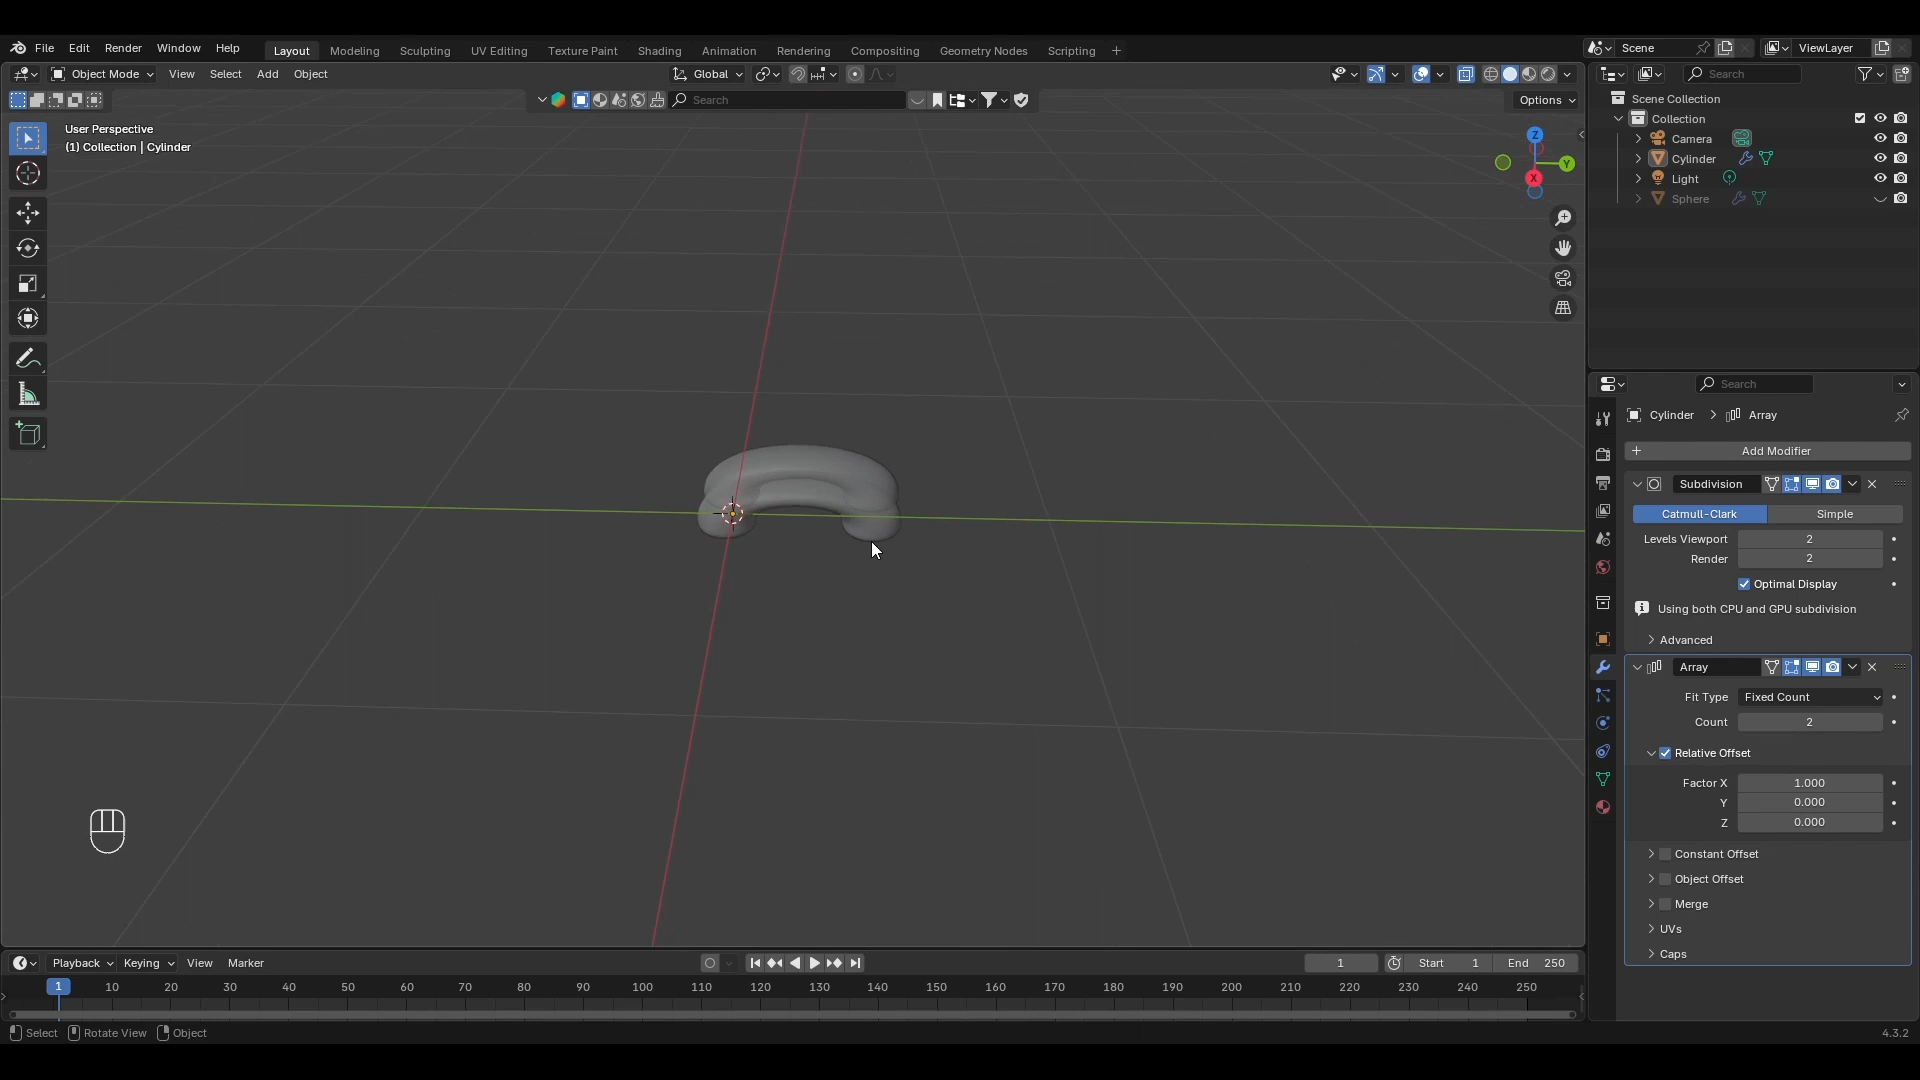 File Edit Render Window Help Layout Modeling Sculpting UV Editing Texture Paint Shading Animation Rendering Compositing Geometry Nodes Scripting + Scene ViewLayer
Object Mode View Select Add Object Global Search
Search Options
User Perspective
(1) Collection | Cylinder
Z
Y
X
Scene Collection
Collection
Camera
Cylinder
Light
Sphere
Search
Cylinder > Array
+ Add Modifier
Subdivision
Catmull-Clark Simple
Levels Viewport 2
Render 2
Optimal Display
Using both CPU and GPU subdivision
Advanced
Array
Fit Type Fixed Count
Count 2
Relative Offset
Factor X 1.000
Y 0.000
Z 0.000
Constant Offset
Object Offset
Merge
UVs
Caps
Playback Keying View Marker 1 Start 1 End 250
1 10 20 30 40 50 60 70 80 90 100 110 120 130 140 150 160 170 180 190 200 210 220 230 240 250
Select Rotate View Object 4.3.2